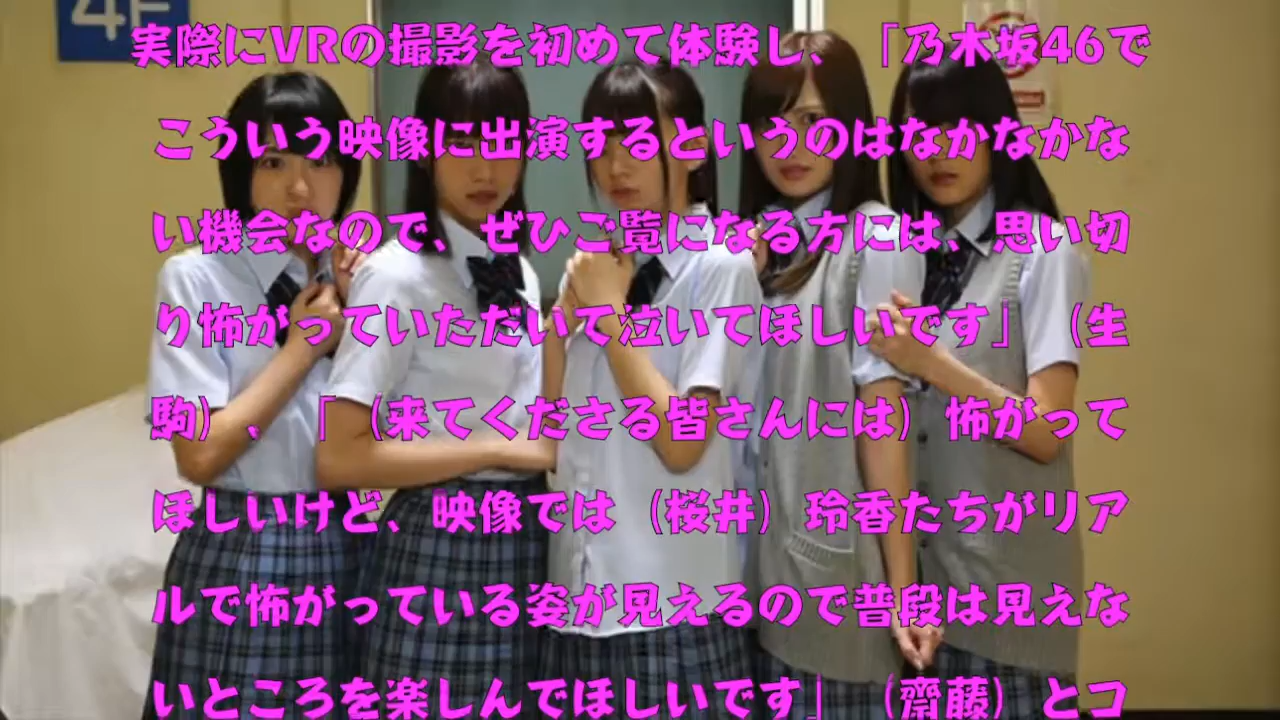 4F
実際にVRの撮影を初めて体験し、「乃木坂46で
こういう映像に出演するというのはなかなかな
い機会なので、ぜひご覧になる方には、思い切
り怖がっていただいて泣いてほしいです」（生
駒）、「（来てくださる皆さんには）怖がって
ほしいけど、映像では（桜井）玲香たちがリア
ルで怖がっている姿が見えるので普段は見えな
いところを楽しんでほしいです」（齋藤）とコ